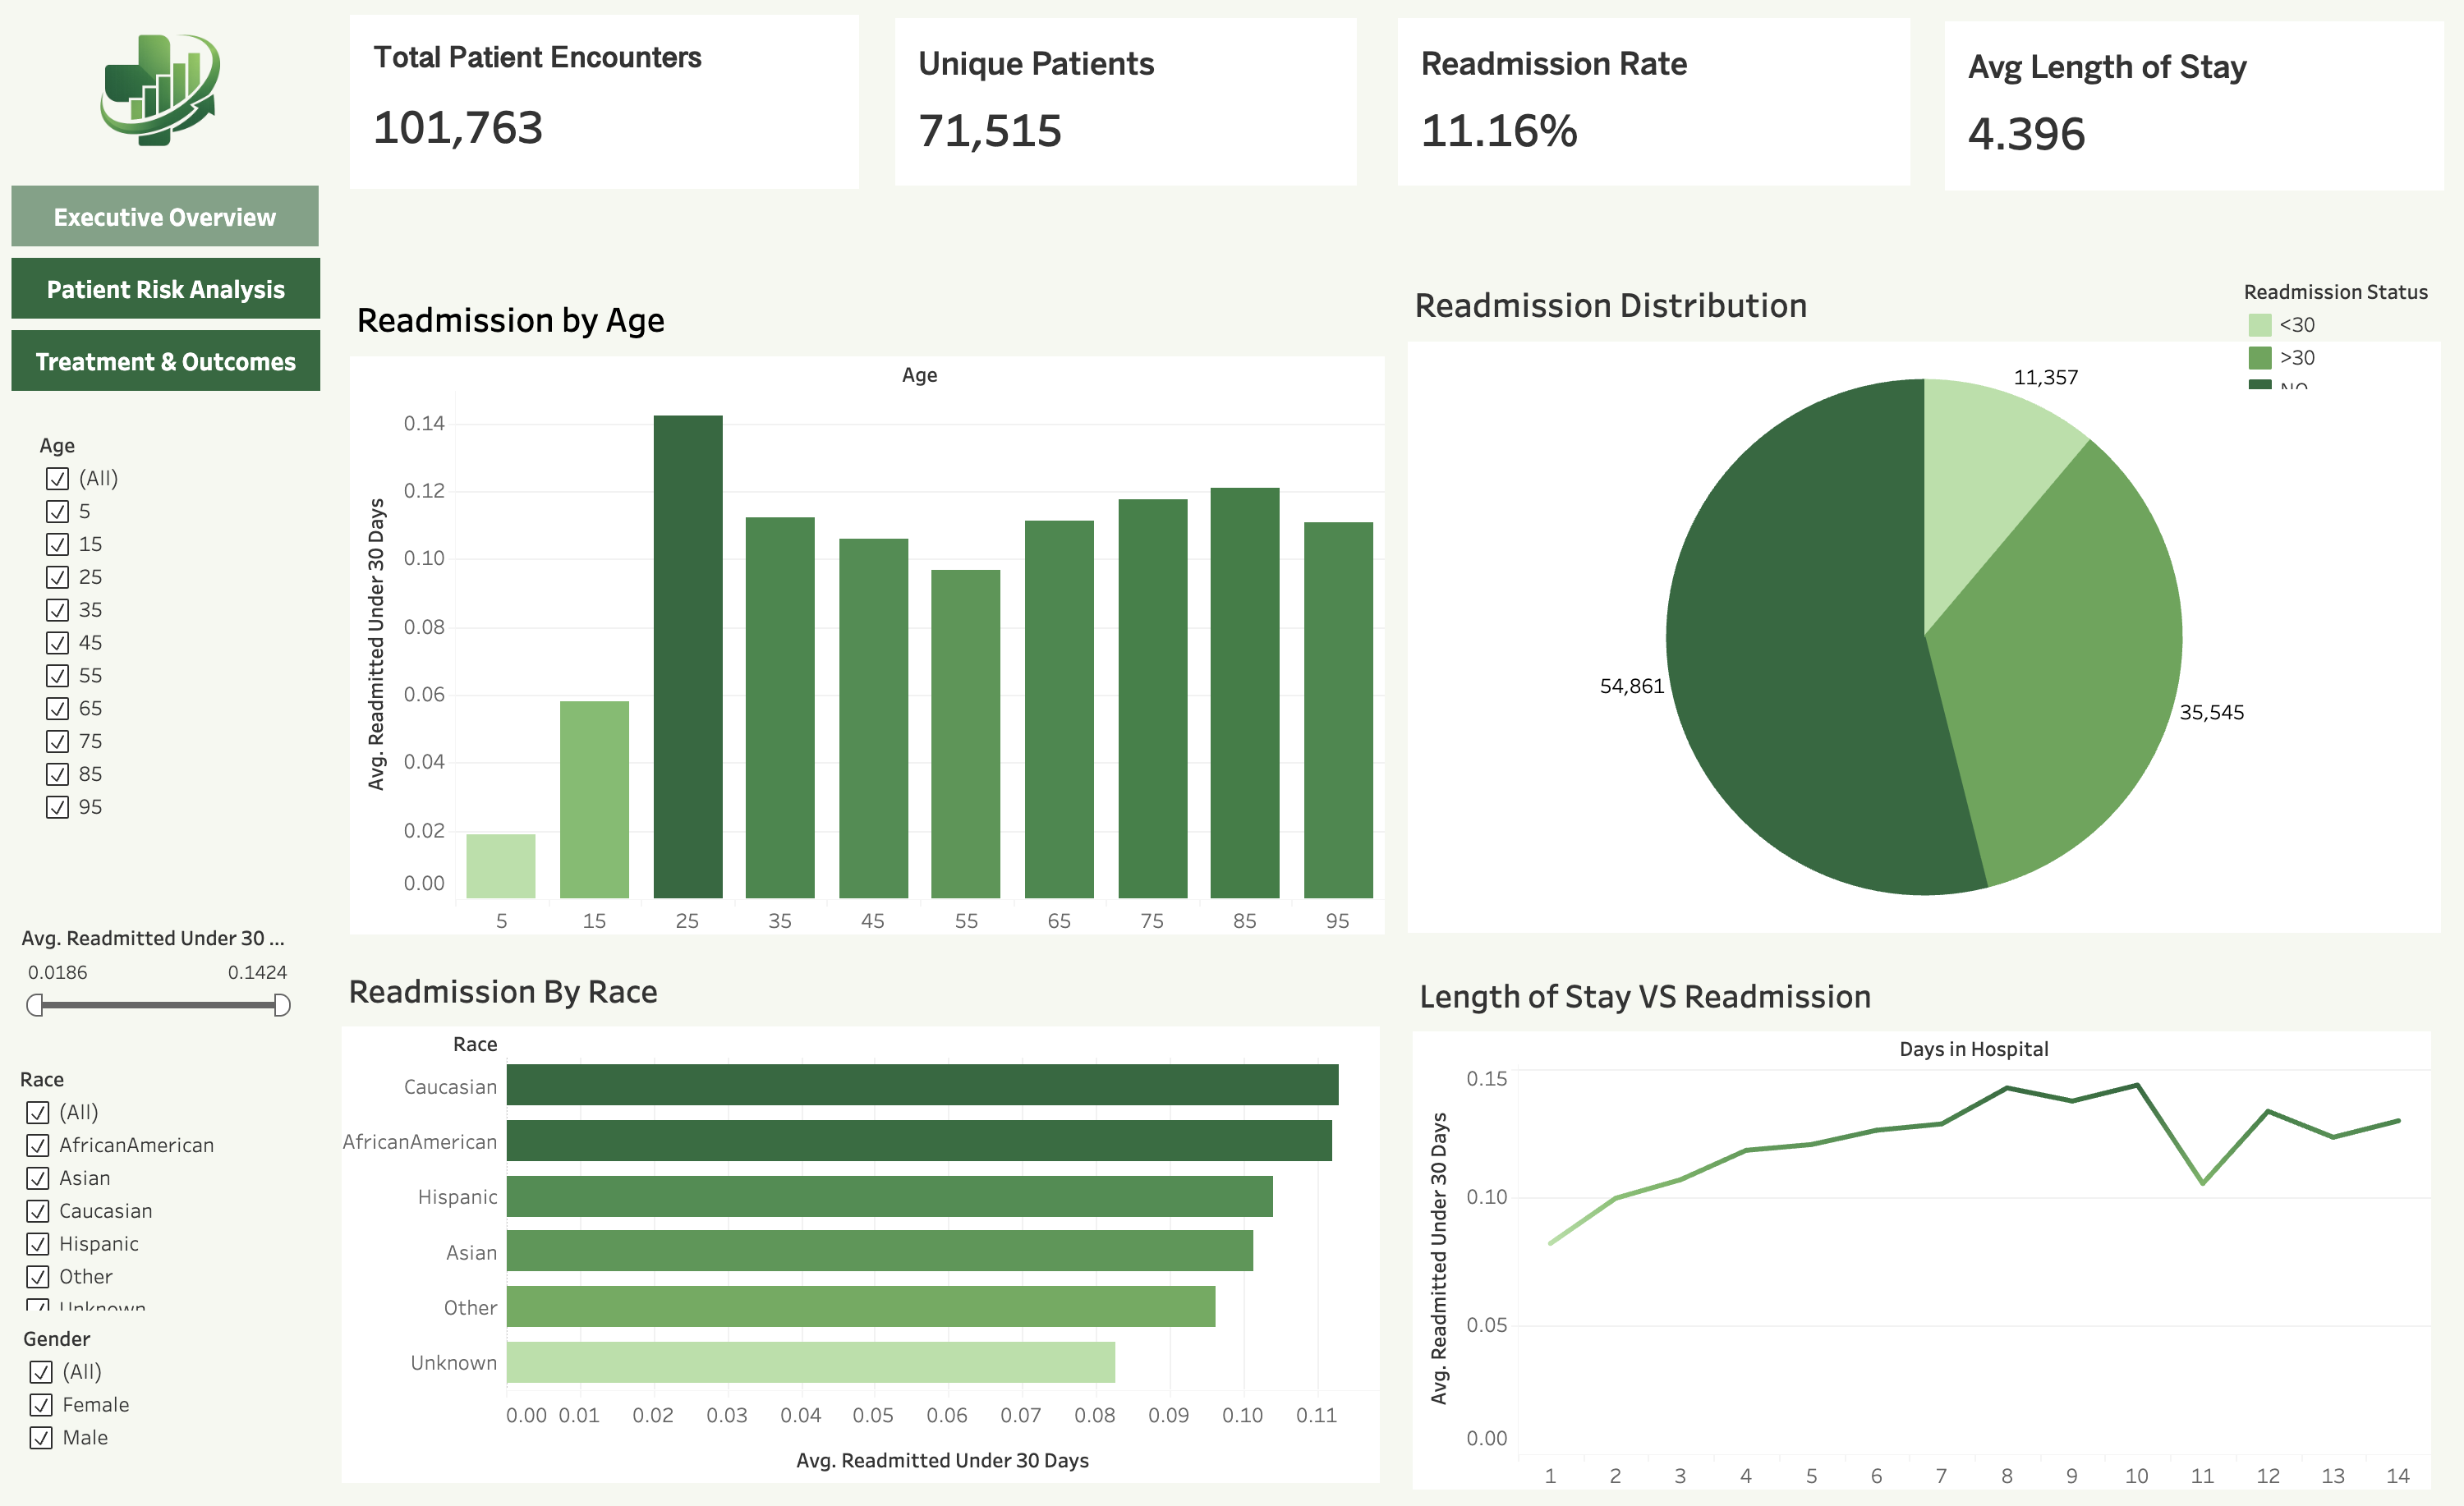 Total Patient Encounters
101,763
Unique Patients
71,515
Readmission Rate
11.16%
Avg Length of Stay
4.396
Executive Overview
Patient Risk Analysis
Treatment & Outcomes
Age
(All)
5
15
25
35
45
55
65
75
85
95
Avg. Readmitted Under 30 ...
0.0186 0.1424
Race
(All)
AfricanAmerican
Asian
Caucasian
Hispanic
Other
Unknown
Gender
(All)
Female
Male
Readmission by Age
Age
Avg. Readmitted Under 30 Days
0.14
0.12
0.10
0.08
0.06
0.04
0.02
0.00
5 15 25 35 45 55 65 75 85 95
Readmission Distribution
Readmission Status
<30
>30
NO
11,357
54,861
35,545
Readmission By Race
Race
Caucasian
AfricanAmerican
Hispanic
Asian
Other
Unknown
0.00 0.01 0.02 0.03 0.04 0.05 0.06 0.07 0.08 0.09 0.10 0.11
Avg. Readmitted Under 30 Days
Length of Stay VS Readmission
Days in Hospital
Avg. Readmitted Under 30 Days
0.15
0.10
0.05
0.00
1 2 3 4 5 6 7 8 9 10 11 12 13 14